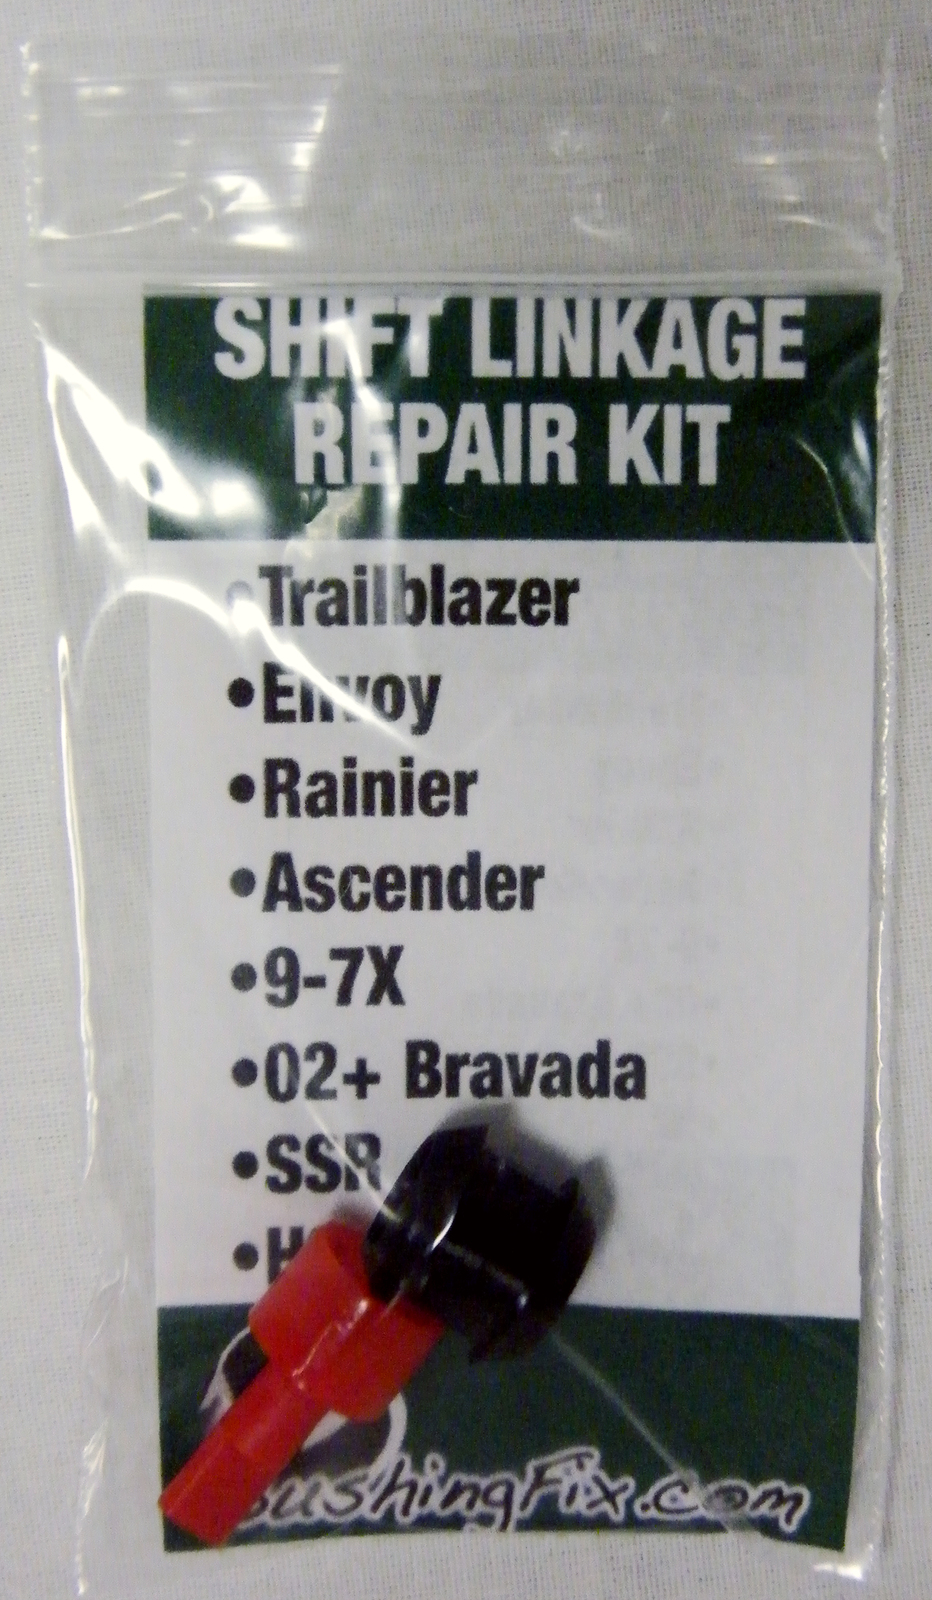 SHIFT LINKAGE
REPAIR KIT
•Trailblazer
•Envoy
•Rainier
•Ascender
•9-7X
•02+ Bravada
•SSR
BushingFix.com